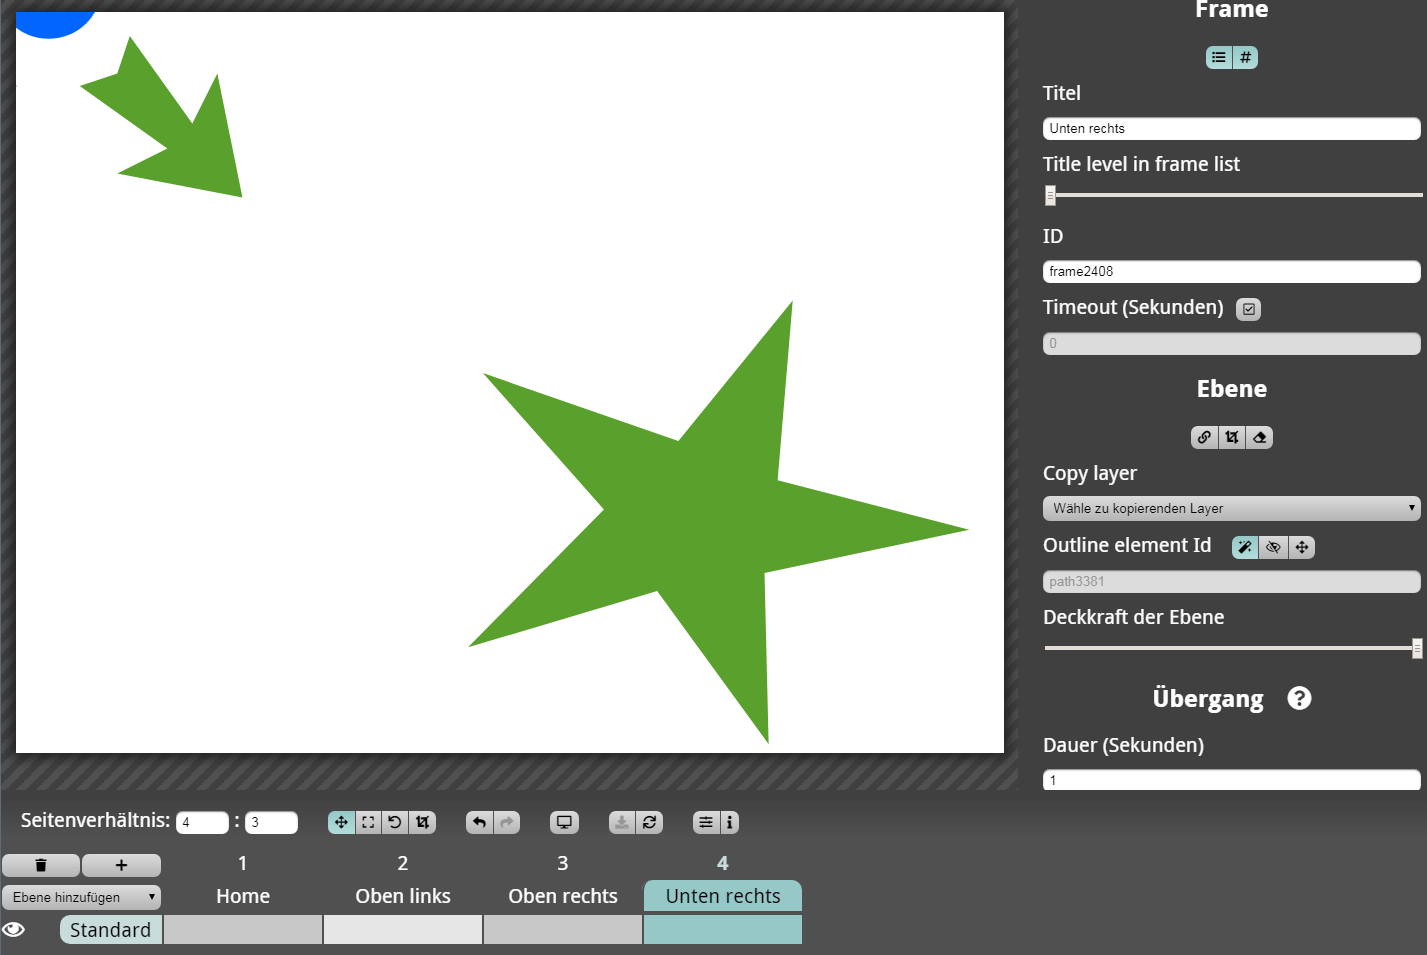 Frame
Titel
Unten rechts
Title level in frame list
ID
frame2408
Timeout (Sekunden)
0
Ebene
Copy layer
Wähle zu kopierenden Layer
Outline element Id
path3381
Deckkraft der Ebene
Übergang
Dauer (Sekunden)
1
Seitenverhältnis: 4 : 3
1 2 3 4
Ebene hinzufügen Home Oben links Oben rechts Unten rechts
Standard